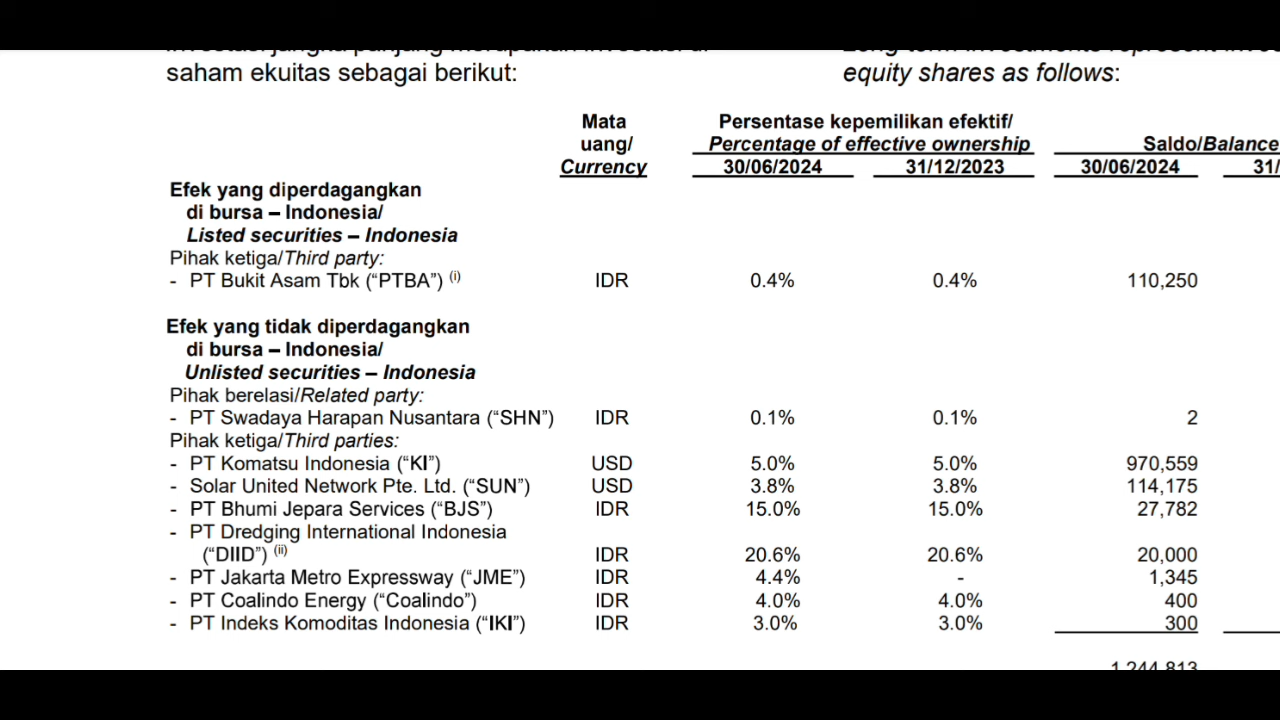 saham ekuitas sebagai berikut:
equity shares as follows:
Mata uang/ Currency
Persentase kepemilikan efektif/
Percentage of effective ownership
Saldo/Balance
30/06/2024 31/12/2023 30/06/2024 31/
Efek yang diperdagangkan
di bursa – Indonesia/
Listed securities – Indonesia
Pihak ketiga/Third party:
- PT Bukit Asam Tbk (“PTBA”) (i) IDR 0.4% 0.4% 110,250
Efek yang tidak diperdagangkan
di bursa – Indonesia/
Unlisted securities – Indonesia
Pihak berelasi/Related party:
- PT Swadaya Harapan Nusantara (“SHN”) IDR 0.1% 0.1% 2
Pihak ketiga/Third parties:
- PT Komatsu Indonesia (“KI”) USD 5.0% 5.0% 970,559
- Solar United Network Pte. Ltd. (“SUN”) USD 3.8% 3.8% 114,175
- PT Bhumi Jepara Services (“BJS”) IDR 15.0% 15.0% 27,782
- PT Dredging International Indonesia
(“DIID”) (ii) IDR 20.6% 20.6% 20,000
- PT Jakarta Metro Expressway (“JME”) IDR 4.4% - 1,345
- PT Coalindo Energy (“Coalindo”) IDR 4.0% 4.0% 400
- PT Indeks Komoditas Indonesia (“IKI”) IDR 3.0% 3.0% 300
1,244,813